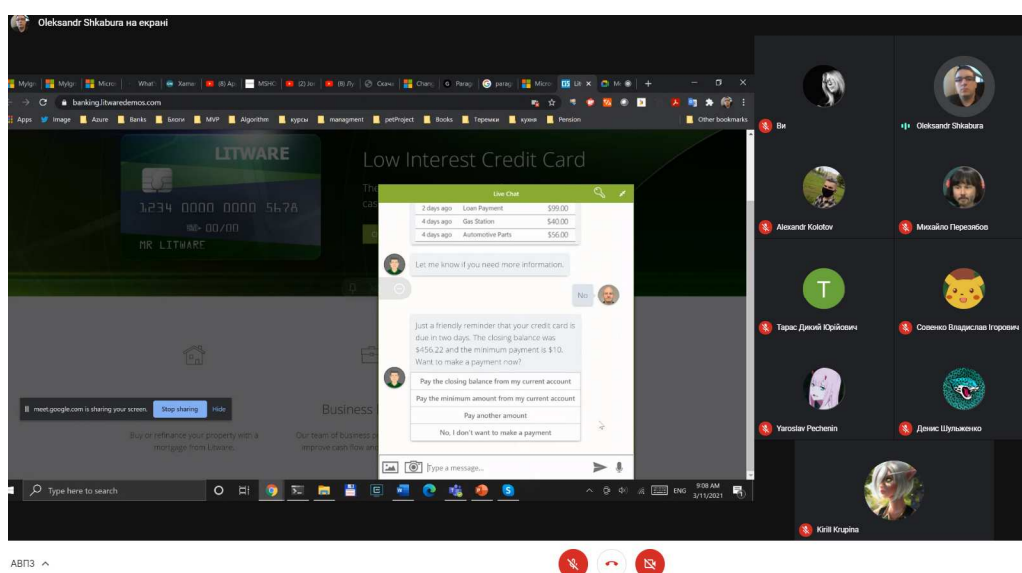 Oleksandr Shkabura на екрані
banking.litwaredemos.com
Apps Image Azure Banks Блоги MVP Algorithm курсы managment petProject Books Теремки кухня Pension Other bookmarks
LITWARE
1234 0000 0000 5678
00/00
MR LITWARE
Low Interest Credit Card
Live Chat
2 days ago Loan Payment $99.00
4 days ago Gas Station $40.00
4 days ago Automotive Parts $56.00
Let me know if you need more information.
No
Just a friendly reminder that your credit card is
due in two days. The closing balance was
$456.22 and the minimum payment is $10.
Want to make a payment now?
Pay the closing balance from my current account
Pay the minimum amount from my current account
Pay another amount
No, I don't want to make a payment
Type a message...
meet.google.com is sharing your screen. Stop sharing Hide
Business
Buy or refinance your property with a
mortgage from Litware.
Our team of business
improve cash flow and
Type here to search
ENG
9:08 AM
3/11/2021
Ви
Oleksandr Shkabura
Alexandr Kolotov
Михайло Перезябов
Т
Тарас Дикий Юрійович
Совенко Владислав Ігорович
Yaroslav Pechenin
Денис Шульженко
Kirill Krupina
АВПЗ